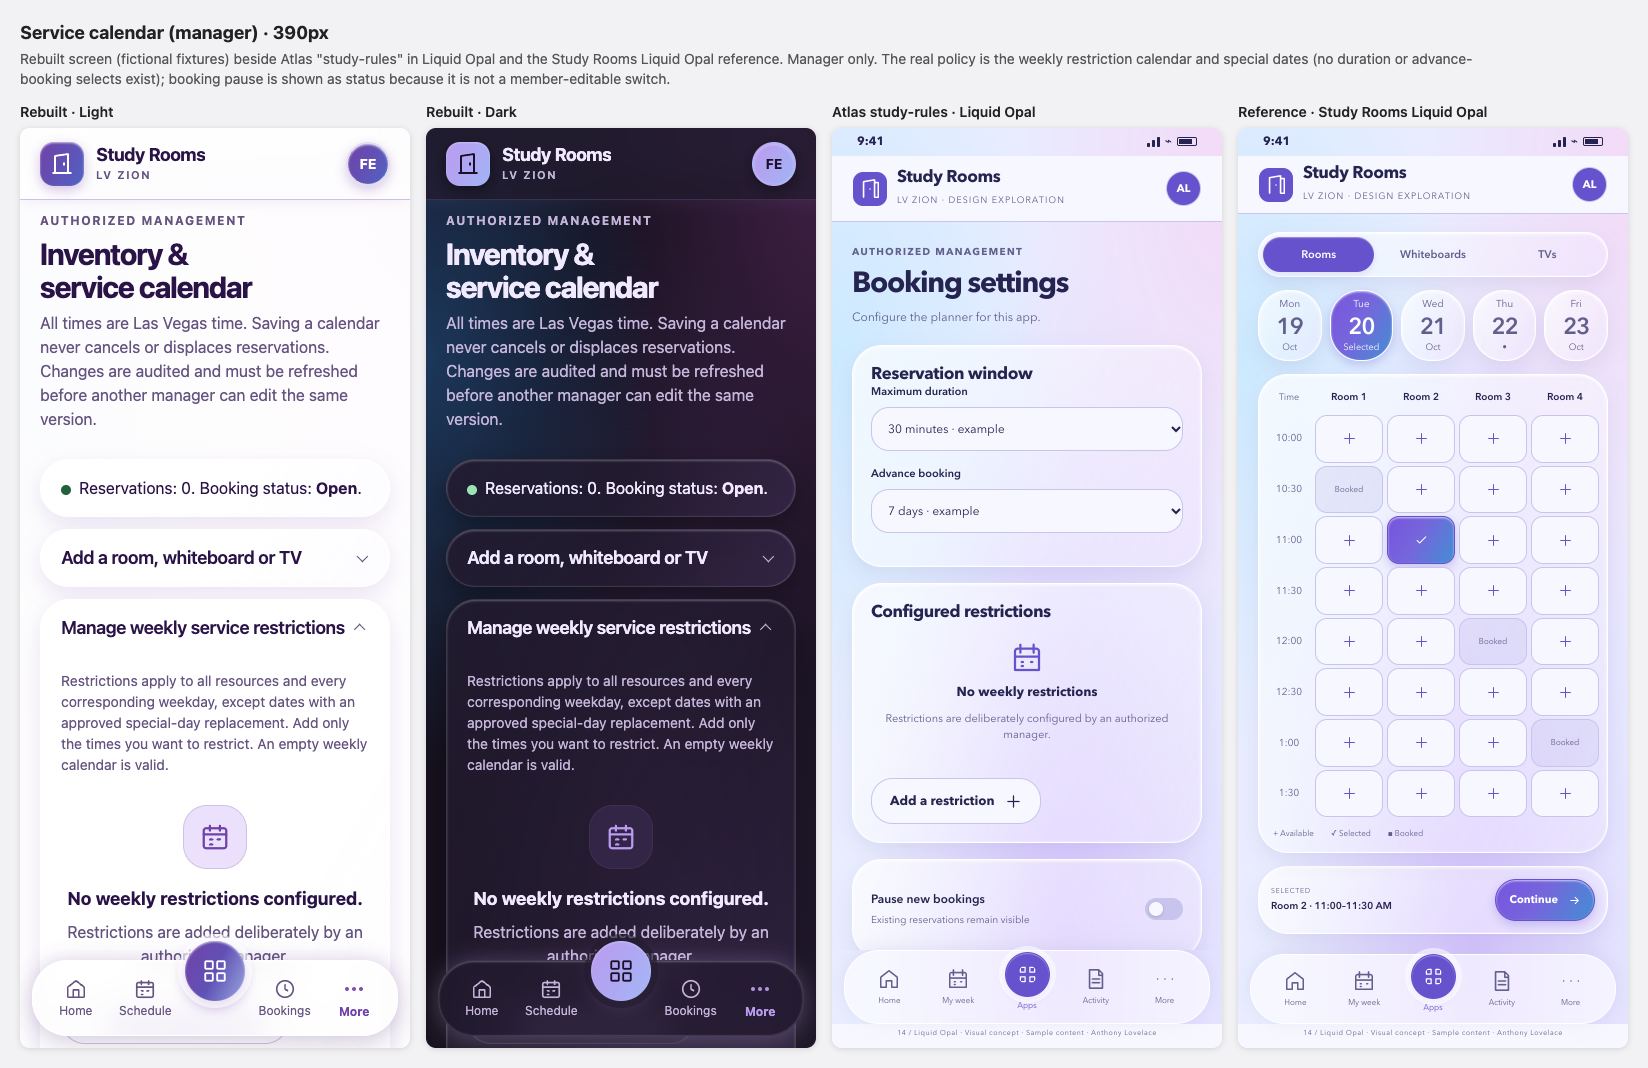 Service calendar (manager) · 390px
Rebuilt screen (fictional fixtures) beside Atlas "study-rules" in Liquid Opal and the Study Rooms Liquid Opal reference. Manager only. The real policy is the weekly restriction calendar and special dates (no duration or advance-
booking selects exist); booking pause is shown as status because it is not a member-editable switch.
Rebuilt · Light
Study Rooms
LV ZION
FE
AUTHORIZED MANAGEMENT
Inventory &
service calendar
All times are Las Vegas time. Saving a calendar
never cancels or displaces reservations.
Changes are audited and must be refreshed
before another manager can edit the same
version.
Reservations: 0. Booking status: Open.
Add a room, whiteboard or TV
Manage weekly service restrictions
Restrictions apply to all resources and every
corresponding weekday, except dates with an
approved special-day replacement. Add only
the times you want to restrict. An empty weekly
calendar is valid.
No weekly restrictions configured.
Restrictions are added deliberately by an
Home
Schedule
Bookings
More
Rebuilt · Dark
Study Rooms
LV ZION
FE
AUTHORIZED MANAGEMENT
Inventory &
service calendar
All times are Las Vegas time. Saving a calendar
never cancels or displaces reservations.
Changes are audited and must be refreshed
before another manager can edit the same
version.
Reservations: 0. Booking status: Open.
Add a room, whiteboard or TV
Manage weekly service restrictions
Restrictions apply to all resources and every
corresponding weekday, except dates with an
approved special-day replacement. Add only
the times you want to restrict. An empty weekly
calendar is valid.
No weekly restrictions configured.
Restrictions are added deliberately by an
Home
Schedule
Bookings
More
Atlas study-rules · Liquid Opal
9:41
Study Rooms
LV ZION · DESIGN EXPLORATION
AL
AUTHORIZED MANAGEMENT
Booking settings
Configure the planner for this app.
Reservation window
Maximum duration
30 minutes · example
Advance booking
7 days · example
Configured restrictions
No weekly restrictions
Restrictions are deliberately configured by an authorized
manager.
Add a restriction +
Pause new bookings
Existing reservations remain visible
Home
My week
Apps
Activity
More
14 / Liquid Opal · Visual concept · Sample content · Anthony Lovelace
Reference · Study Rooms Liquid Opal
9:41
Study Rooms
LV ZION · DESIGN EXPLORATION
AL
Rooms Whiteboards TVs
Mon Tue Wed Thu Fri
19 20 21 22 23
Oct Selected Oct • Oct
Time Room 1 Room 2 Room 3 Room 4
10:00 + + + +
10:30 Booked + + +
11:00 + ✓ + +
11:30 + + + +
12:00 + + Booked +
12:30 + + + +
1:00 + + + Booked
1:30 + + + +
+ Available ✓ Selected ■ Booked
SELECTED
Room 2 · 11:00–11:30 AM
Continue →
Home
My week
Apps
Activity
More
14 / Liquid Opal · Visual concept · Sample content · Anthony Lovelace